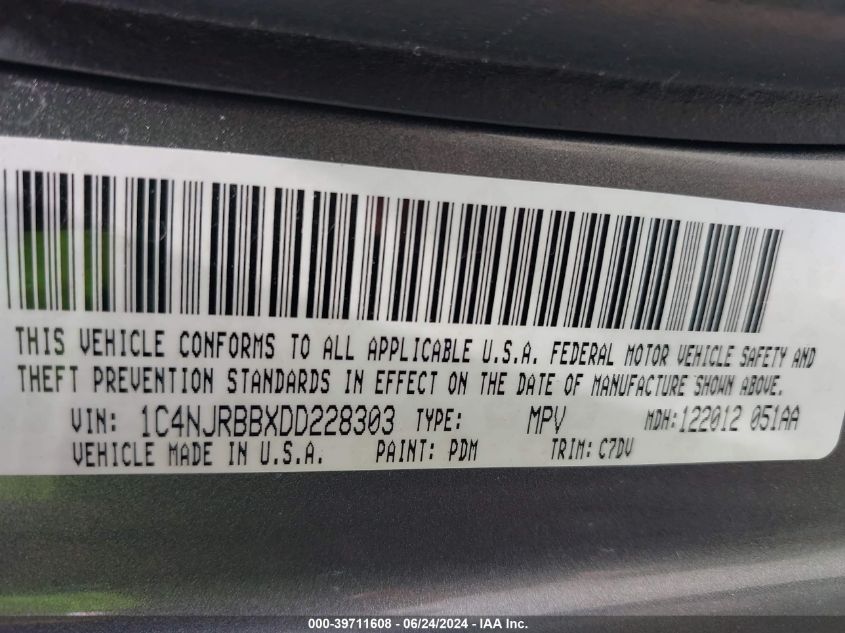 THIS VEHICLE CONFORMS TO ALL APPLICABLE U.S.A. FEDERAL MOTOR VEHICLE SAFETY AND
THEFT PREVENTION STANDARDS IN EFFECT ON THE DATE OF MANUFACTURE SHOWN ABOVE.
VIN: 1C4NJRBBXDD228303 TYPE: MPV MDH:122012 051AA
VEHICLE MADE IN U.S.A. PAINT: PDM TRIM: C7DV
000-39711608 - 06/24/2024 - IAAI Inc.